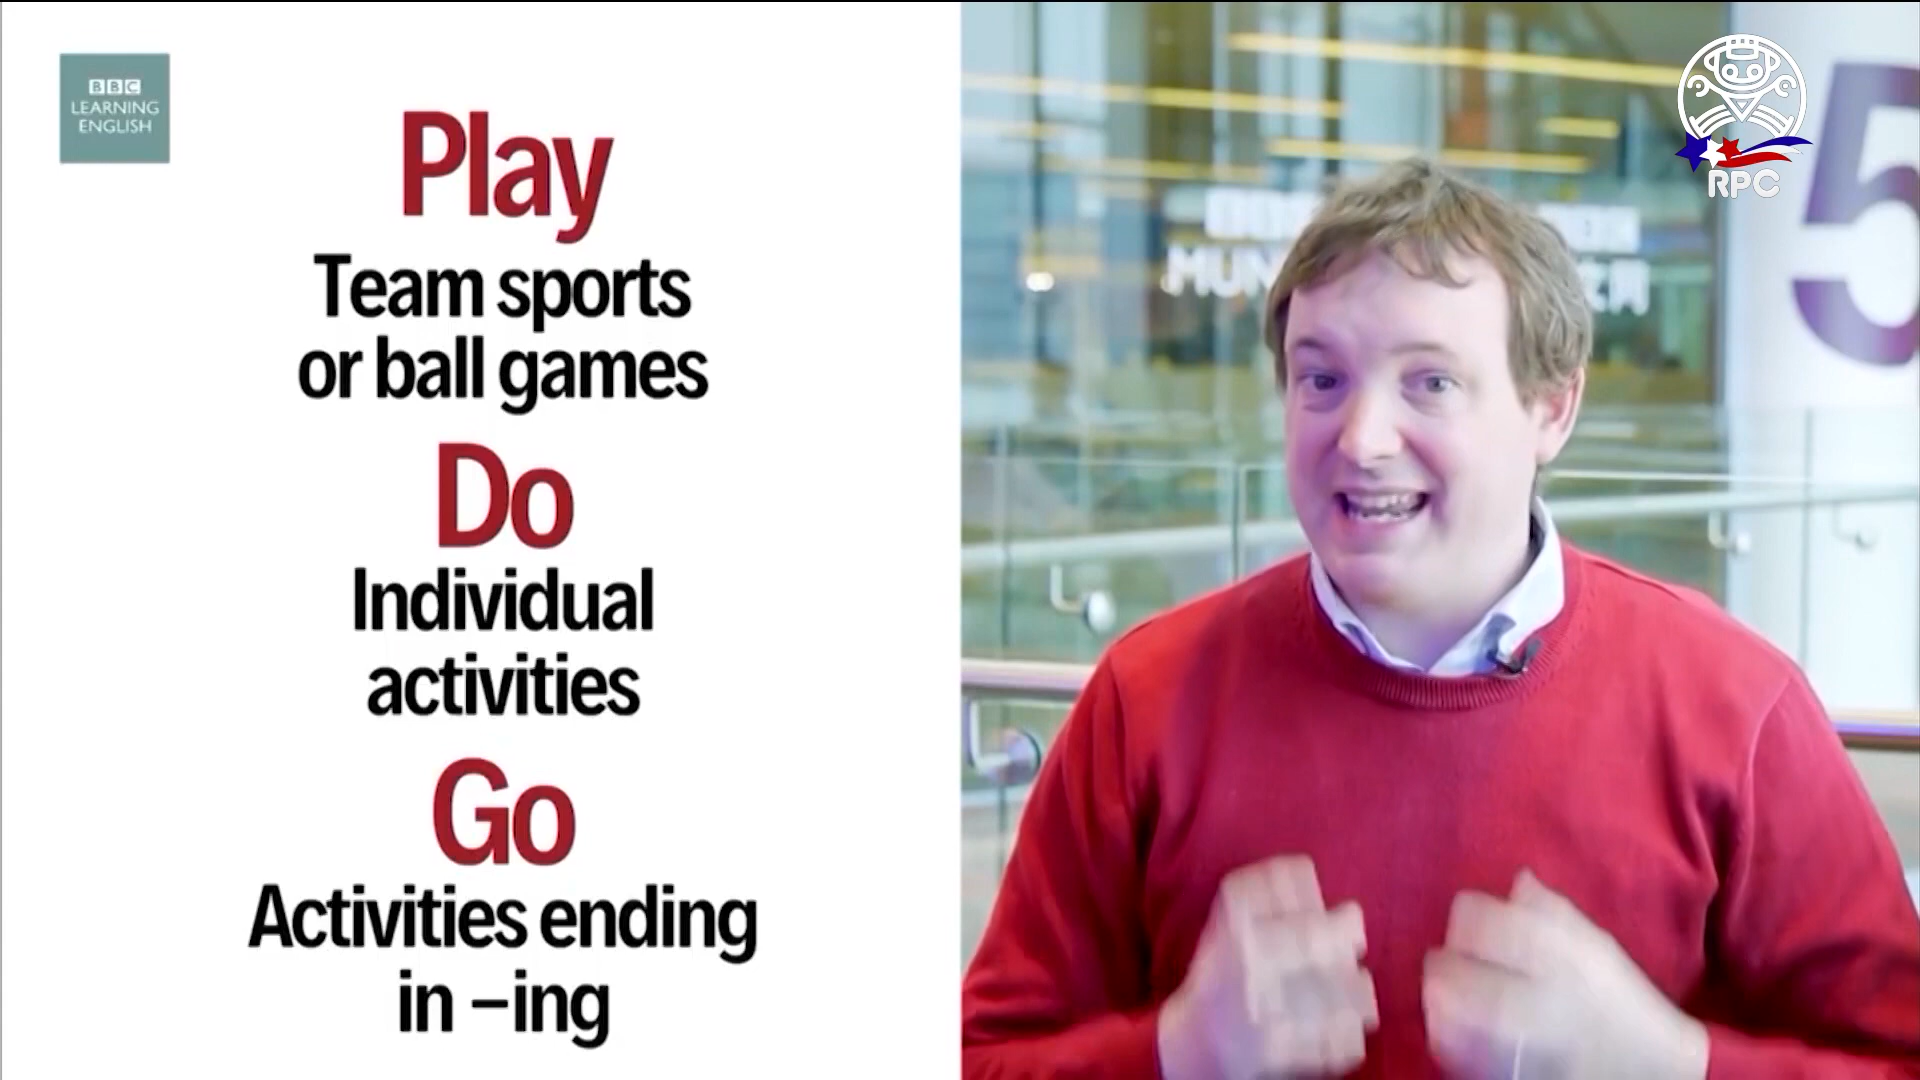 BBC
LEARNING
ENGLISH
Play
Team sports
or ball games
Do
Individual
activities
Go
Activities ending
in –ing
RPC
5